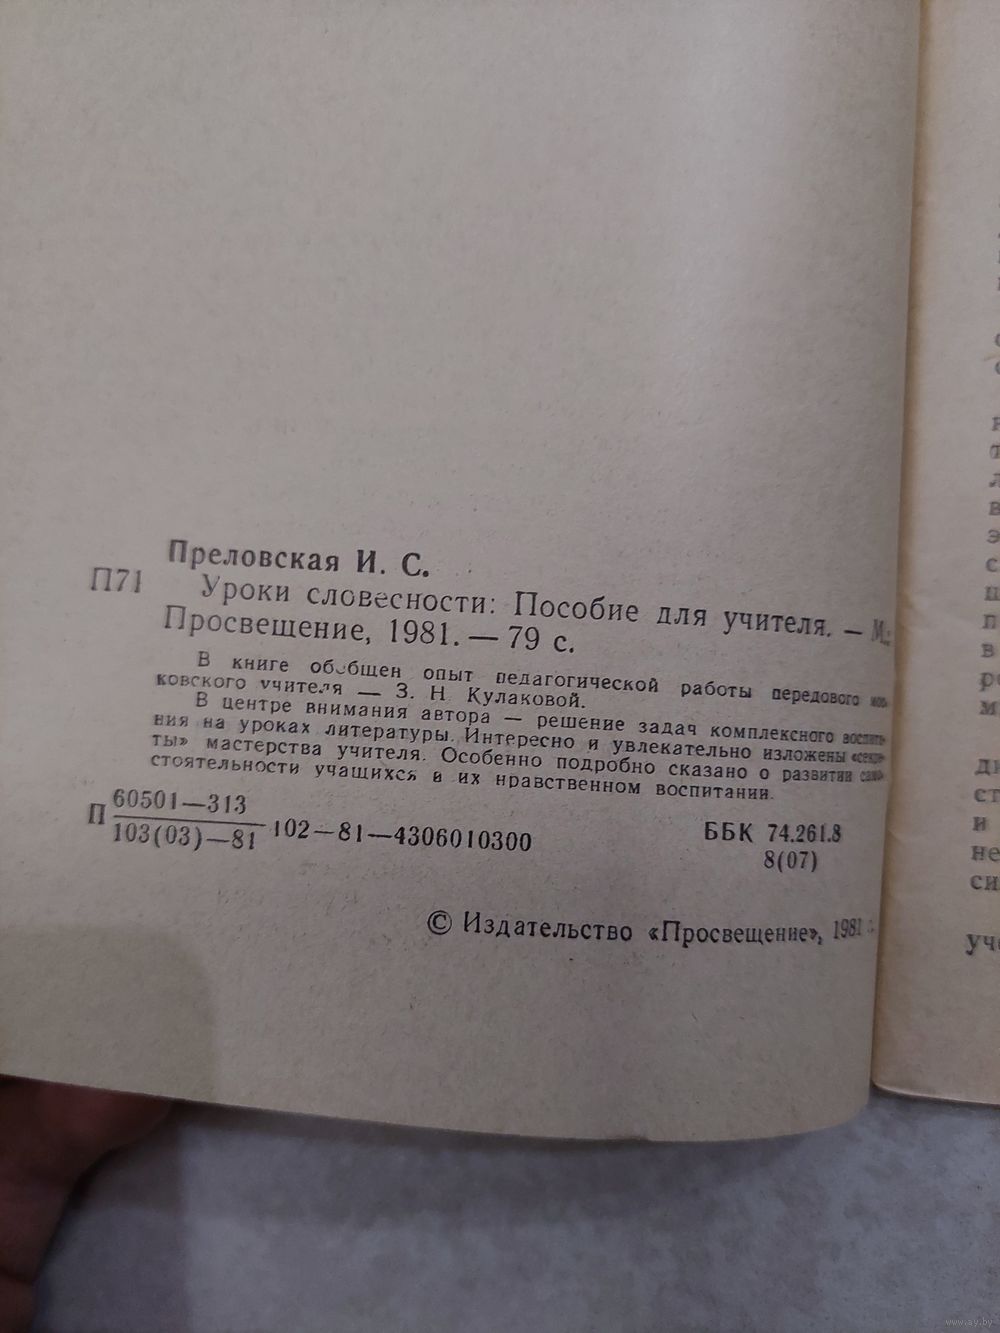 Преловская И. С.
П71 Уроки словесности: Пособие для учителя. — М.:
Просвещение, 1981. — 79 с.
В книге обобщен опыт педагогической работы передового мос-
ковского учителя — З. Н Кулаковой.
В центре внимания автора — решение задач комплексного воспита-
ния на уроках литературы. Интересно и увлекательно изложены «секре-
ты» мастерства учителя. Особенно подробно сказано о развитии само-
стоятельности учащихся и их нравственном воспитании.
П 60501—313
103(03)—81 102—81—4306010300
ББК 74.261.8
8(07)
© Издательство «Просвещение», 1981 г.
www.ay.by